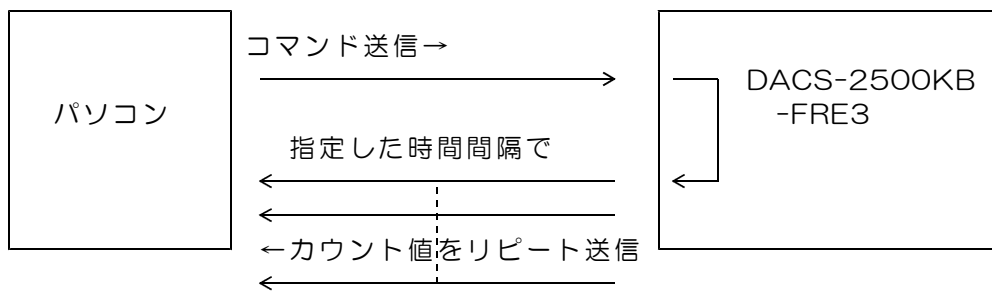 コマンド送信→
パソコン
DACS-2500KB
-FRE3
指定した時間間隔で
←カウント値をリピート送信